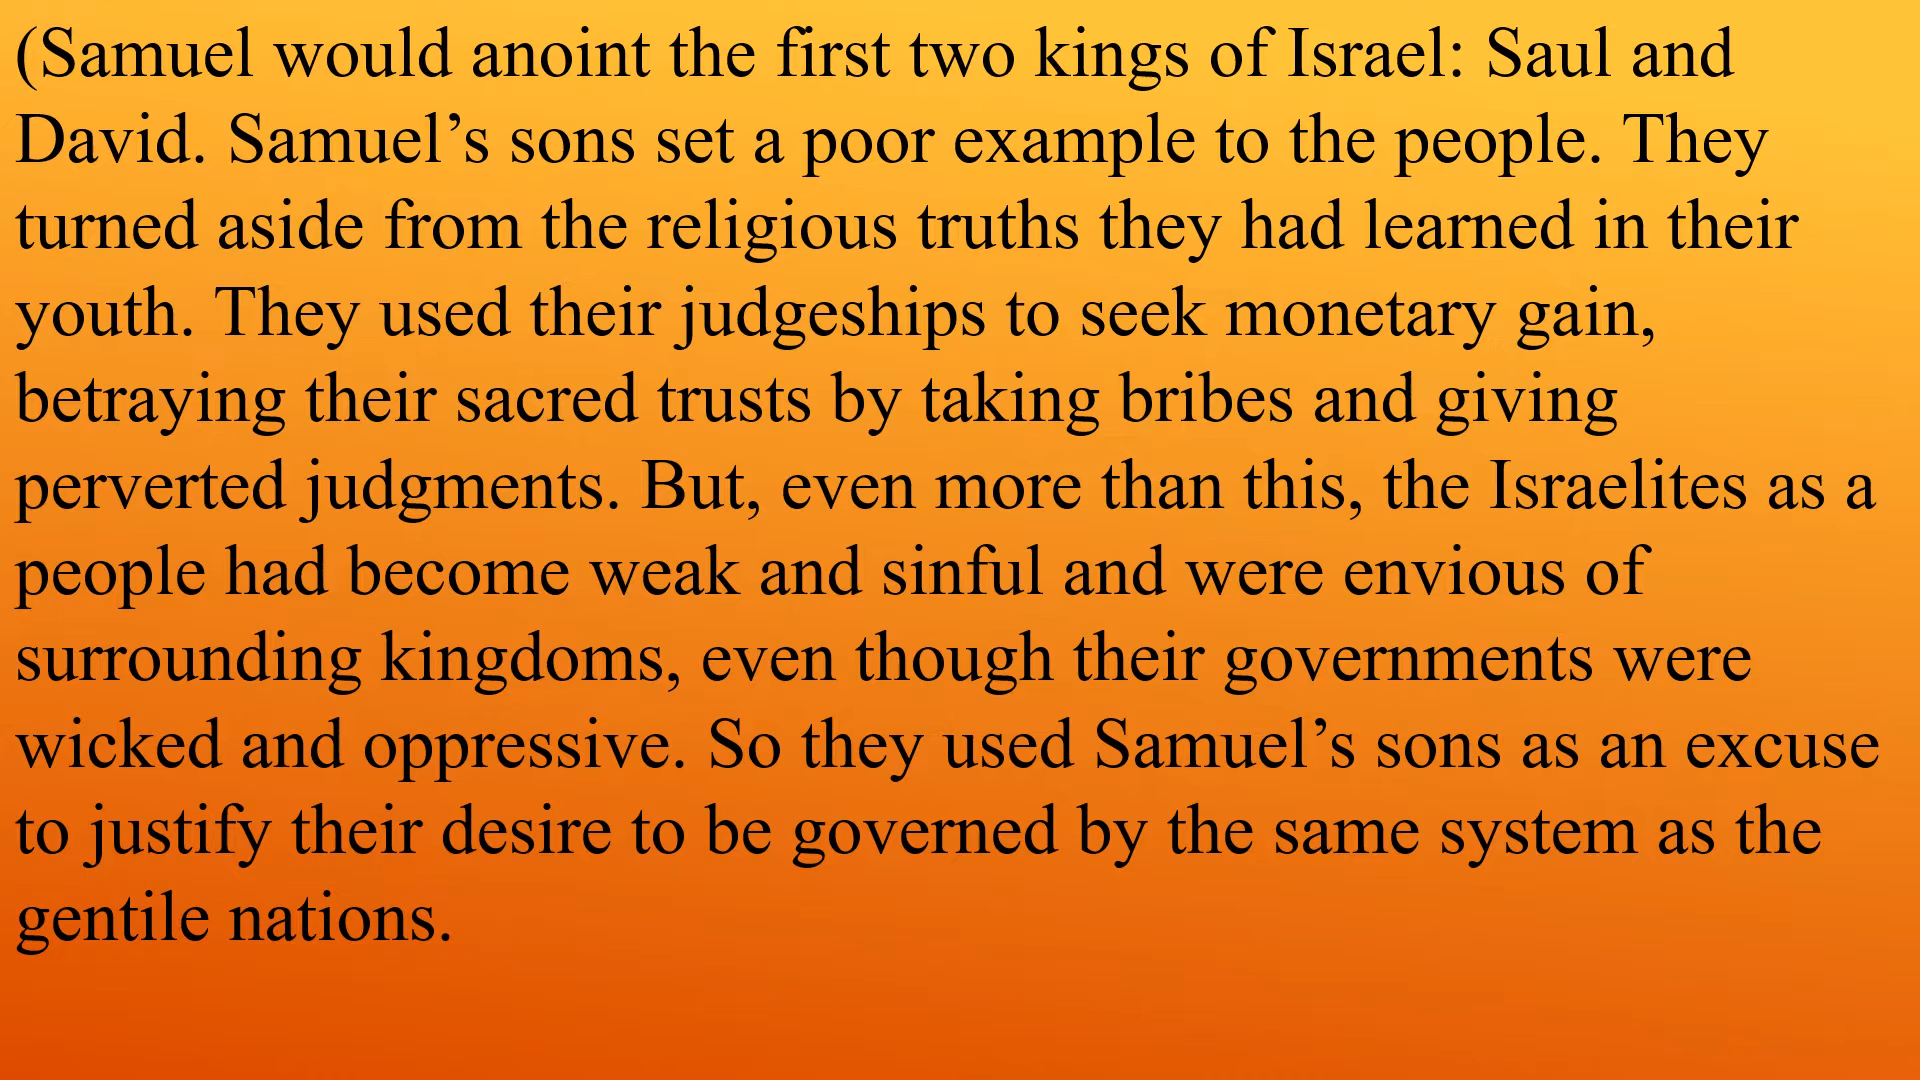 (Samuel would anoint the first two kings of Israel: Saul and
David. Samuel’s sons set a poor example to the people. They
turned aside from the religious truths they had learned in their
youth. They used their judgeships to seek monetary gain,
betraying their sacred trusts by taking bribes and giving
perverted judgments. But, even more than this, the Israelites as a
people had become weak and sinful and were envious of
surrounding kingdoms, even though their governments were
wicked and oppressive. So they used Samuel’s sons as an excuse
to justify their desire to be governed by the same system as the
gentile nations.